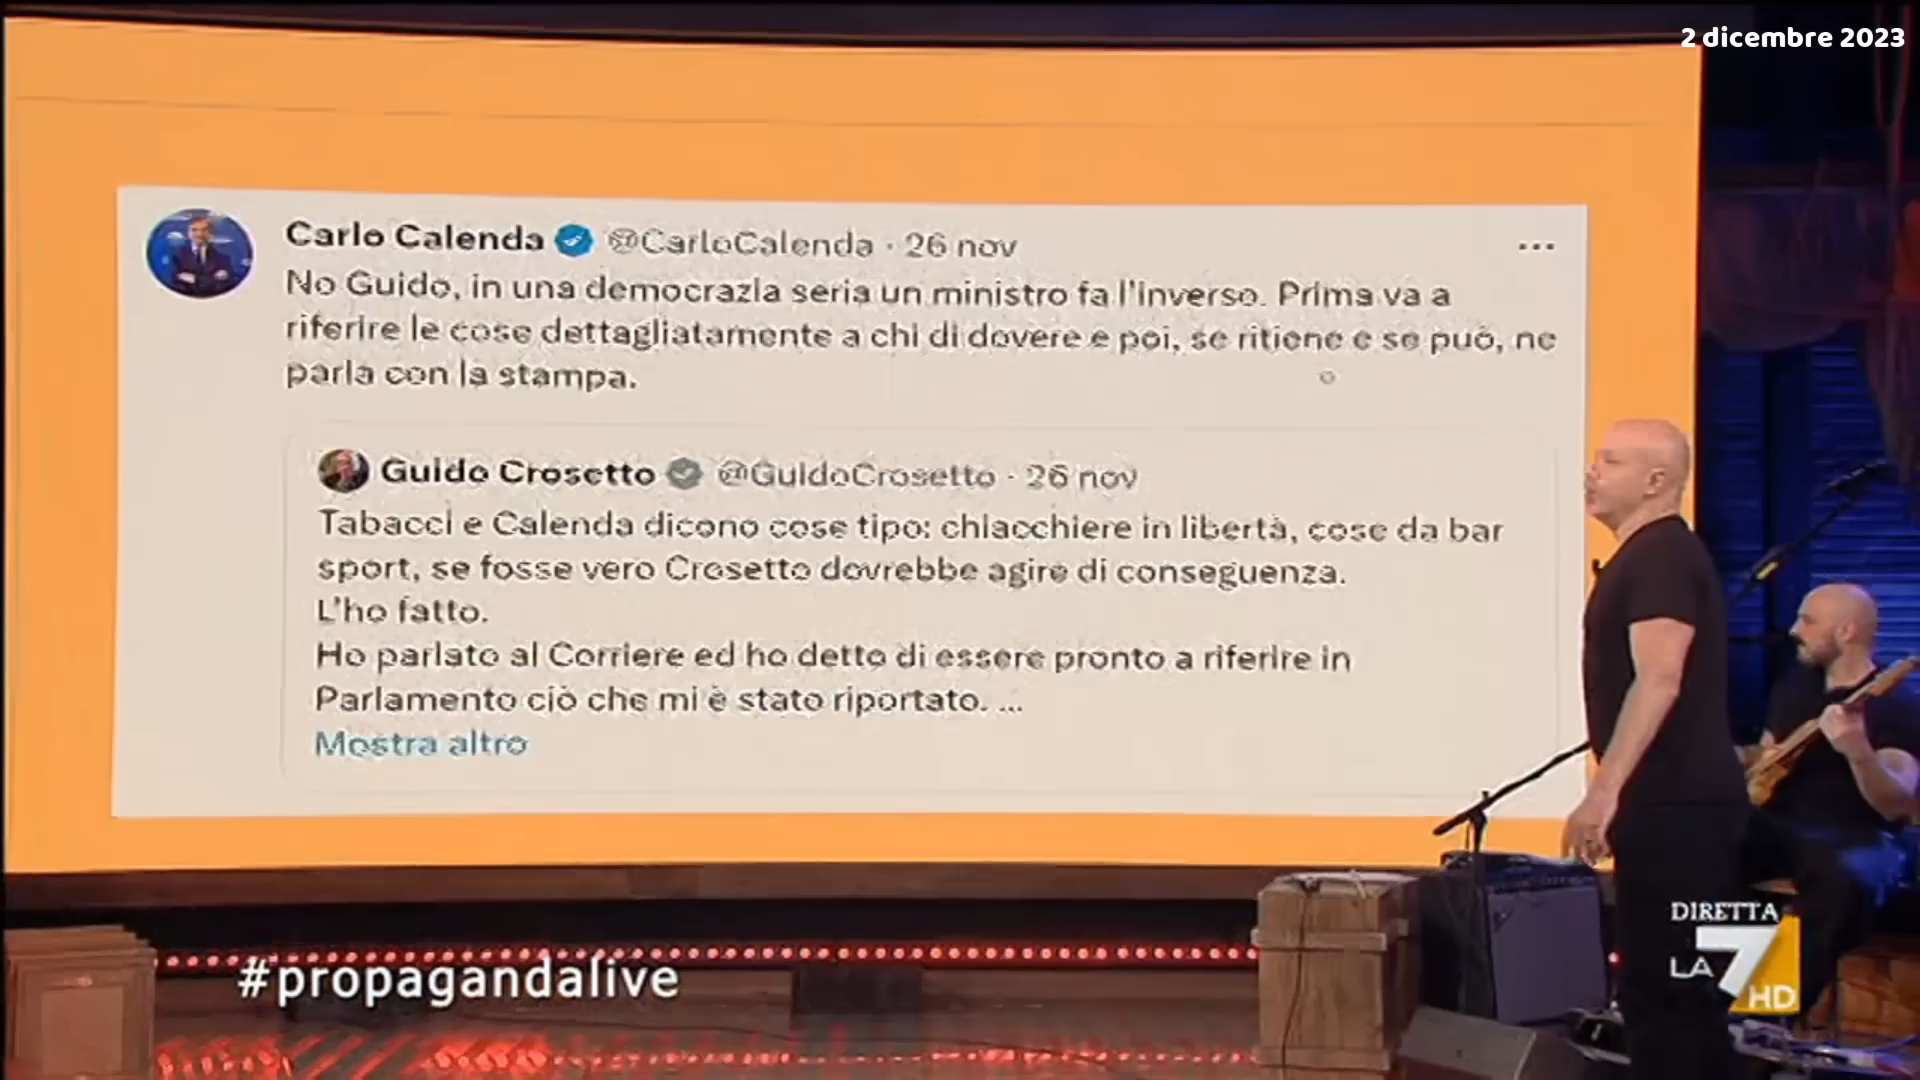 2 dicembre 2023
Carlo Calenda @CarloCalenda · 26 nov
No Guido, in una democrazia seria un ministro fa l'inverso. Prima va a
riferire le cose dettagliatamente a chi di dovere e poi, se ritiene e se può, ne
parla con la stampa.
Guido Crosetto @GuidoCrosetto · 26 nov
Tabacci e Calenda dicono cose tipo: chiacchiere in libertà, cose da bar
sport, se fosse vero Crosetto dovrebbe agire di conseguenza.
L'ho fatto.
Ho parlato al Corriere ed ho detto di essere pronto a riferire in
Parlamento ciò che mi è stato riportato. ...
Mostra altro
#propagandalive
DIRETTA
LA7
HD